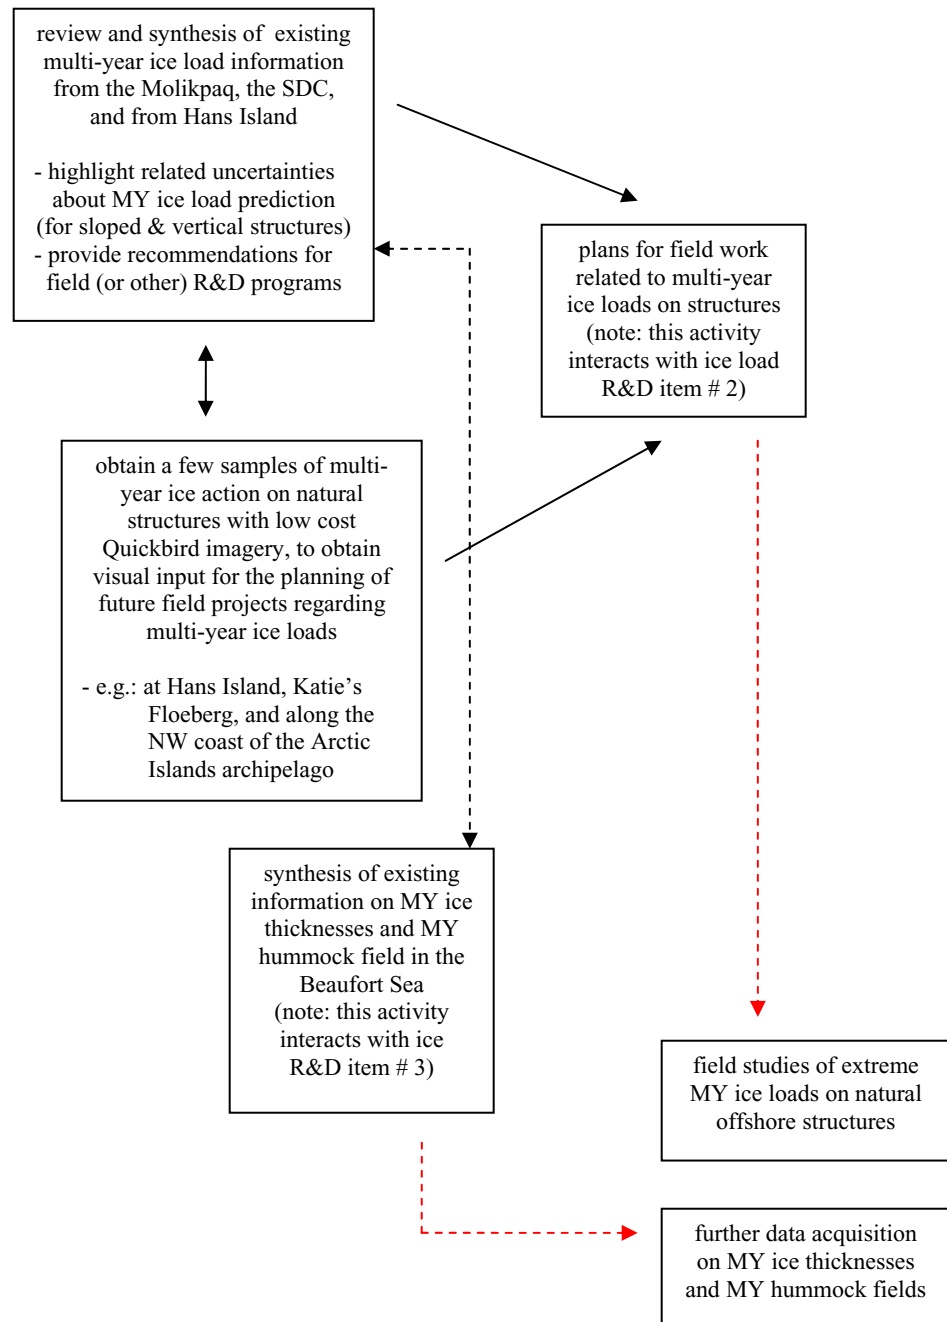 review and synthesis of existing
multi-year ice load information
from the Molikpaq, the SDC,
and from Hans Island
- highlight related uncertainties
about MY ice load prediction
(for sloped & vertical structures)
- provide recommendations for
field (or other) R&D programs
plans for field work
related to multi-year
ice loads on structures
(note: this activity
interacts with ice load
R&D item # 2)
obtain a few samples of multi-
year ice action on natural
structures with low cost
Quickbird imagery, to obtain
visual input for the planning of
future field projects regarding
multi-year ice loads
- e.g.: at Hans Island, Katie’s
Floeberg, and along the
NW coast of the Arctic
Islands archipelago
synthesis of existing
information on MY ice
thicknesses and MY
hummock field in the
Beaufort Sea
(note: this activity
interacts with ice
R&D item # 3)
field studies of extreme
MY ice loads on natural
offshore structures
further data acquisition
on MY ice thicknesses
and MY hummock fields